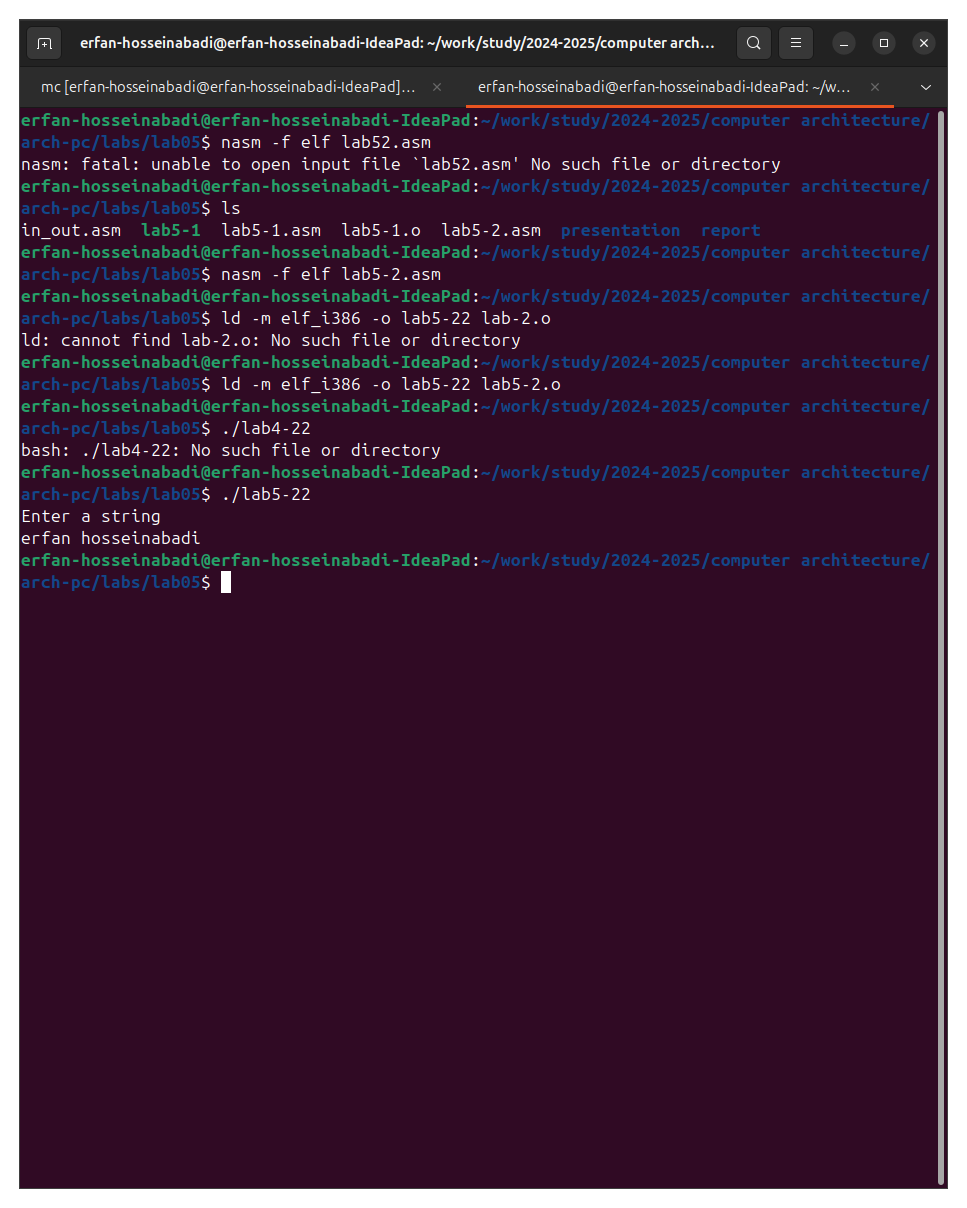 erfan-hosseinabadi@erfan-hosseinabadi-IdeaPad: ~/work/study/2024-2025/computer arch...
mc [erfan-hosseinabadi@erfan-hosseinabadi-IdeaPad]... erfan-hosseinabadi@erfan-hosseinabadi-IdeaPad: ~/w...
erfan-hosseinabadi@erfan-hosseinabadi-IdeaPad:~/work/study/2024-2025/computer architecture/
arch-pc/labs/lab05$ nasm -f elf lab52.asm
nasm: fatal: unable to open input file `lab52.asm' No such file or directory
erfan-hosseinabadi@erfan-hosseinabadi-IdeaPad:~/work/study/2024-2025/computer architecture/
arch-pc/labs/lab05$ ls
in_out.asm  lab5-1  lab5-1.asm  lab5-1.o  lab5-2.asm  presentation  report
erfan-hosseinabadi@erfan-hosseinabadi-IdeaPad:~/work/study/2024-2025/computer architecture/
arch-pc/labs/lab05$ nasm -f elf lab5-2.asm
erfan-hosseinabadi@erfan-hosseinabadi-IdeaPad:~/work/study/2024-2025/computer architecture/
arch-pc/labs/lab05$ ld -m elf_i386 -o lab5-22 lab-2.o
ld: cannot find lab-2.o: No such file or directory
erfan-hosseinabadi@erfan-hosseinabadi-IdeaPad:~/work/study/2024-2025/computer architecture/
arch-pc/labs/lab05$ ld -m elf_i386 -o lab5-22 lab5-2.o
erfan-hosseinabadi@erfan-hosseinabadi-IdeaPad:~/work/study/2024-2025/computer architecture/
arch-pc/labs/lab05$ ./lab4-22
bash: ./lab4-22: No such file or directory
erfan-hosseinabadi@erfan-hosseinabadi-IdeaPad:~/work/study/2024-2025/computer architecture/
arch-pc/labs/lab05$ ./lab5-22
Enter a string
erfan hosseinabadi
erfan-hosseinabadi@erfan-hosseinabadi-IdeaPad:~/work/study/2024-2025/computer architecture/
arch-pc/labs/lab05$